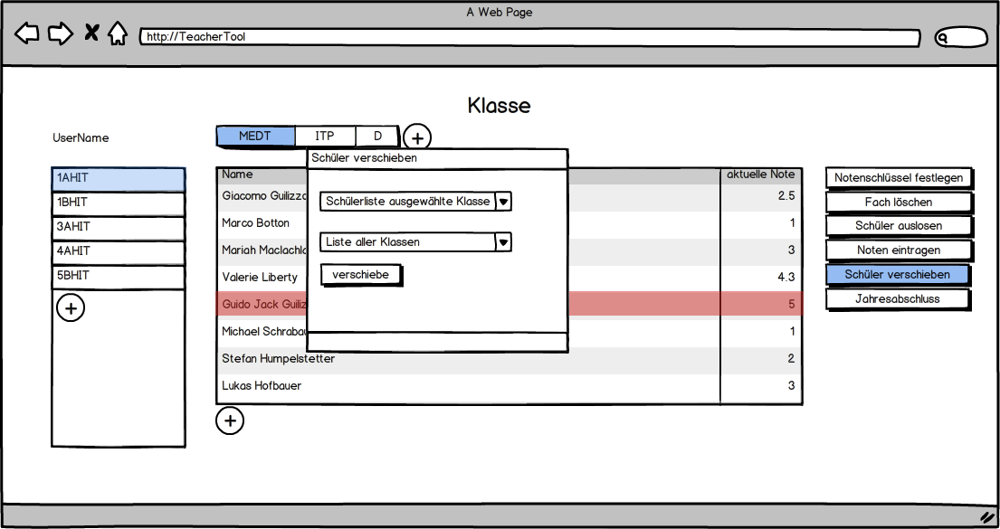 A Web Page
http://TeacherTool
Klasse
UserName
MEDT ITP D
1AHIT
1BHIT
3AHIT
4AHIT
5BHIT
Name aktuelle Note
Giacomo Guilizzo 2.5
Marco Botton 1
Mariah Maclachla 3
Valerie Liberty 4.3
Guido Jack Guiliz 5
Michael Schrabau 1
Stefan Humpelstetter 2
Lukas Hofbauer 3
Schüler verschieben
Schülerliste ausgewählte Klasse
Liste aller Klassen
verschiebe
Notenschlüssel festlegen
Fach löschen
Schüler auslosen
Noten eintragen
Schüler verschieben
Jahresabschluss